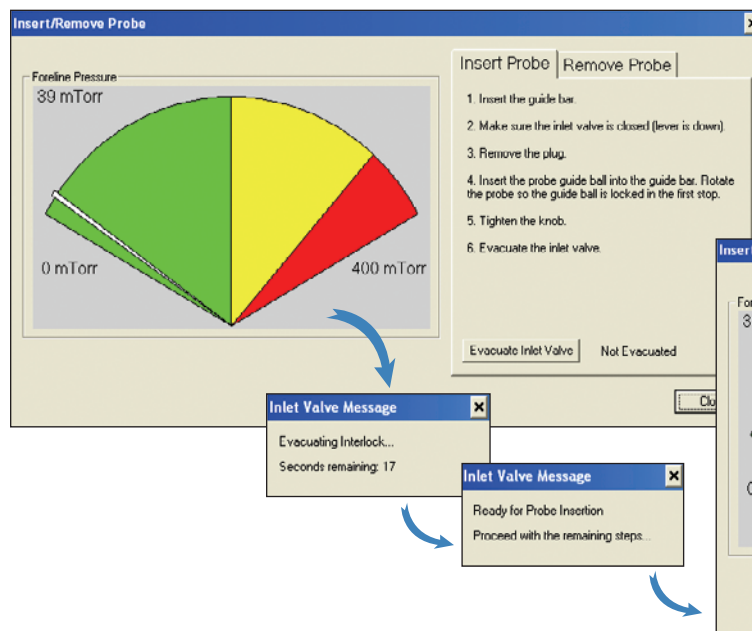 Insert/Remove Probe
Foreline Pressure
39 mTorr
0 mTorr
400 mTorr
Insert Probe
Remove Probe
1. Insert the guide bar.
2. Make sure the inlet valve is closed (lever is down).
3. Remove the plug.
4. Insert the probe guide ball into the guide bar. Rotate
the probe so the guide ball is locked in the first stop.
5. Tighten the knob.
6. Evacuate the inlet valve.
Evacuate Inlet Valve
Not Evacuated
Inlet Valve Message
Evacuating Interlock...
Seconds remaining: 17
Inlet Valve Message
Ready for Probe Insertion
Proceed with the remaining steps...